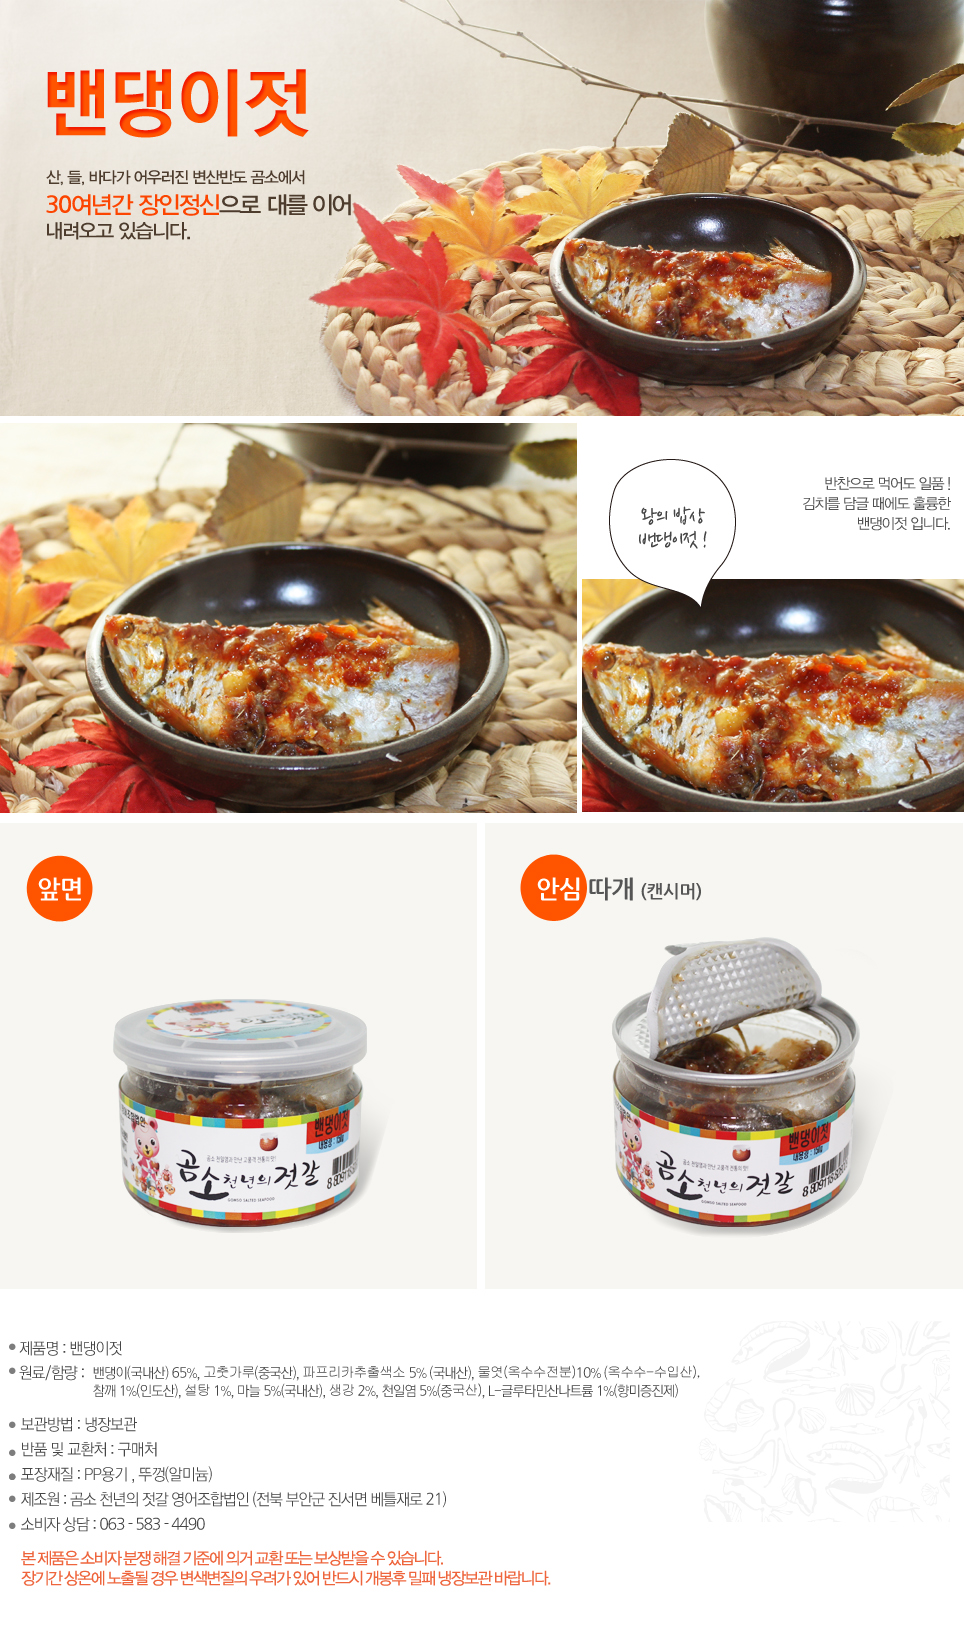 밴댕이젓
산, 들, 바다가 어우러진 변산반도 곰소에서
30여년간 장인정신으로 대를 이어
내려오고 있습니다.
왕의 밥상
밴댕이젓 !
반찬으로 먹어도 일품 !
김치를 담글 때에도 훌륭한
밴댕이젓 입니다.
앞면
밴댕이젓
곰소 천년의 젓갈
GOMSO SALTED SEAFOOD
안심 따개 (캔시머)
밴댕이젓
곰소 천년의 젓갈
GOMSO SALTED SEAFOOD
제품명 : 밴댕이젓
원료/함량 : 밴댕이(국내산) 65%, 고춧가루(중국산), 파프리카추출색소 5% (국내산), 물엿(옥수수전분)10% (옥수수-수입산).
참깨 1%(인도산), 설탕 1%, 마늘 5%(국내산), 생강 2%, 천일염 5%(중국산), L-글루타민산나트륨 1%(향미증진제)
보관방법 : 냉장보관
반품 및 교환처 : 구매처
포장재질 : PP용기 , 뚜껑(알미늄)
제조원 : 곰소 천년의 젓갈 영어조합법인 (전북 부안군 진서면 베틀재로 21)
소비자 상담 : 063 - 583 - 4490
본 제품은 소비자 분쟁 해결 기준에 의거 교환 또는 보상받을 수 있습니다.
장기간 상온에 노출될 경우 변색변질의 우려가 있어 반드시 개봉후 밀패 냉장보관 바랍니다.